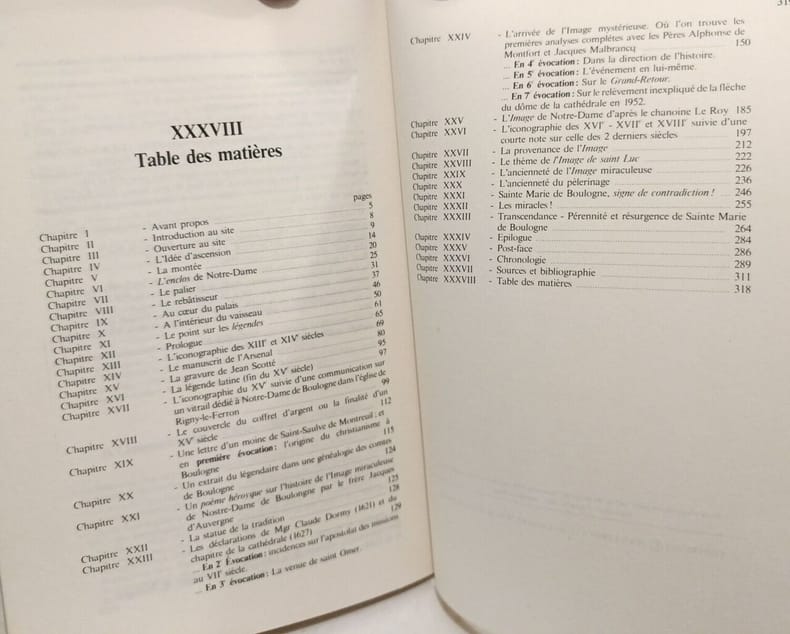 XXXVIII
Table des matières
pages
Chapitre I - Avant propos 5
Chapitre II - Introduction au site 8
Chapitre III - Ouverture au site 9
Chapitre IV - L'Idée d'ascension 14
Chapitre V - La montée 20
Chapitre VI - L'enclos de Notre-Dame 25
Chapitre VII - Le palier 31
Chapitre VIII - Le rebâtisseur 37
Chapitre IX - Au cœur du palais 46
Chapitre X - A l'intérieur du vaisseau 50
Chapitre XI - Le point sur les légendes 61
Chapitre XII - Prologue 65
Chapitre XIII - L'iconographie des XIIIe et XIVe siècles 69
Chapitre XIV - Le manuscrit de l'Arsenal 80
Chapitre XV - La gravure de Jean Scotté 95
Chapitre XVI - La légende latine (fin du XVe siècle) 97
Chapitre XVII - L'iconographie du XVe suivie d'une communication sur
un vitrail dédié à Notre-Dame de Boulogne dans l'église de
Rigny-le-Ferron 99
Chapitre XVIII - Le couvercle du coffret d'argent ou la finalité d'un
XVe siècle 112
Chapitre XIX - Une lettre d'un moine de Saint-Saulve de Montreuil : et
en première évocation : l'origine du christianisme à
Boulogne 115
Chapitre XX - Un extrait du légendaire dans une généalogie des comtes
de Boulogne 124
Chapitre XXI - Un poème héroyque sur l'histoire de l'Image miraculeuse
de Nostre-Dame de Boulongne par le frère Jacques
d'Auvergne 125
Chapitre XXII - La statue de la tradition 128
Chapitre XXIII - Les déclarations de Mgr Claude Dormy (1621) et du
chapitre de la cathédrale (1627) 129
... En 2e Évocation : incidences sur l'apostolat des missions
au VIIe siècle.
... En 3e évocation : La venue de saint Omer.
319
Chapitre XXIV - L'arrivée de l'Image mystérieuse. Où l'on trouve les
premières analyses complètes avec les Pères Alphonse de
Montfort et Jacques Malbrancq 150
... En 4e évocation : Dans la direction de l'histoire.
... En 5e évocation : L'événement en lui-même.
... En 6e évocation : Sur le Grand-Retour.
... En 7e évocation : Sur le relèvement inexpliqué de la flèche
du dôme de la cathédrale en 1952.
Chapitre XXV - L'Image de Notre-Dame d'après le chanoine Le Roy 185
Chapitre XXVI - L'iconographie des XVIe - XVIIe et XVIIIe suivie d'une
courte note sur celle des 2 derniers siècles 197
Chapitre XXVII - La provenance de l'Image 212
Chapitre XXVIII - Le thème de l'Image de saint Luc 222
Chapitre XXIX - L'ancienneté de l'Image miraculeuse 226
Chapitre XXX - L'ancienneté du pèlerinage 236
Chapitre XXXI - Sainte Marie de Boulogne, signe de contradiction ! 246
Chapitre XXXII - Les miracles ! 255
Chapitre XXXIII - Transcendance - Pérennité et résurgence de Sainte Marie
de Boulogne 264
Chapitre XXXIV - Epilogue 284
Chapitre XXXV - Post-face 286
Chapitre XXXVI - Chronologie 289
Chapitre XXXVII - Sources et bibliographie 311
Chapitre XXXVIII - Table des matières 318